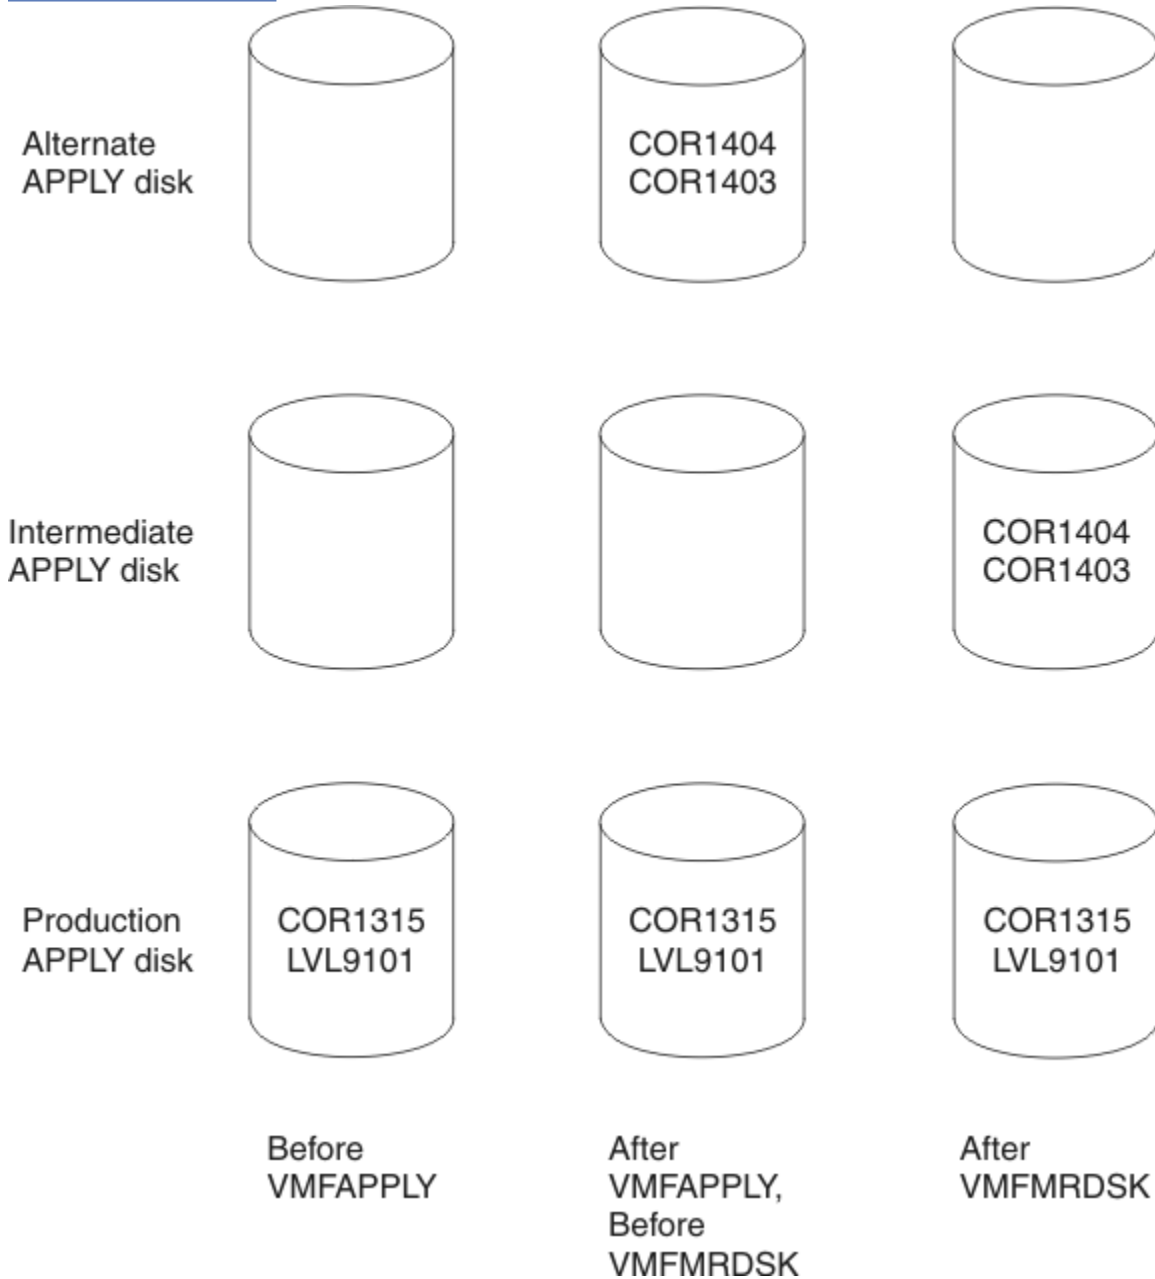 Alternate
APPLY disk
COR1404
COR1403
Intermediate
APPLY disk
COR1404
COR1403
Production
APPLY disk
COR1315
LVL9101
COR1315
LVL9101
COR1315
LVL9101
Before
VMFAPPLY
After
VMFAPPLY,
Before
VMFMRDSK
After
VMFMRDSK